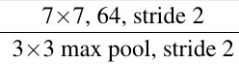 7×7, 64, stride 2
3×3 max pool, stride 2